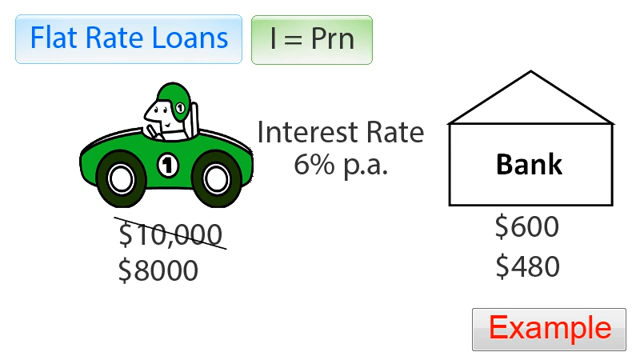 Flat Rate Loans
I = Prn
1
1
Interest Rate
6% p.a.
Bank
$10,000
$8000
$600
$480
Example